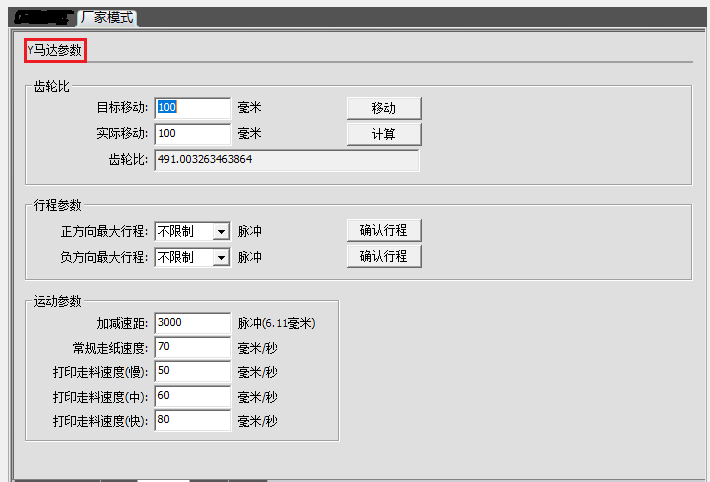 厂家模式
Y马达参数
齿轮比
目标移动: 100 毫米 移动
实际移动: 100 毫米 计算
齿轮比: 491.003263463864
行程参数
正方向最大行程: 不限制 脉冲 确认行程
负方向最大行程: 不限制 脉冲 确认行程
运动参数
加减速距: 3000 脉冲(6.11毫米)
常规走纸速度: 70 毫米/秒
打印走料速度(慢): 50 毫米/秒
打印走料速度(中): 60 毫米/秒
打印走料速度(快): 80 毫米/秒